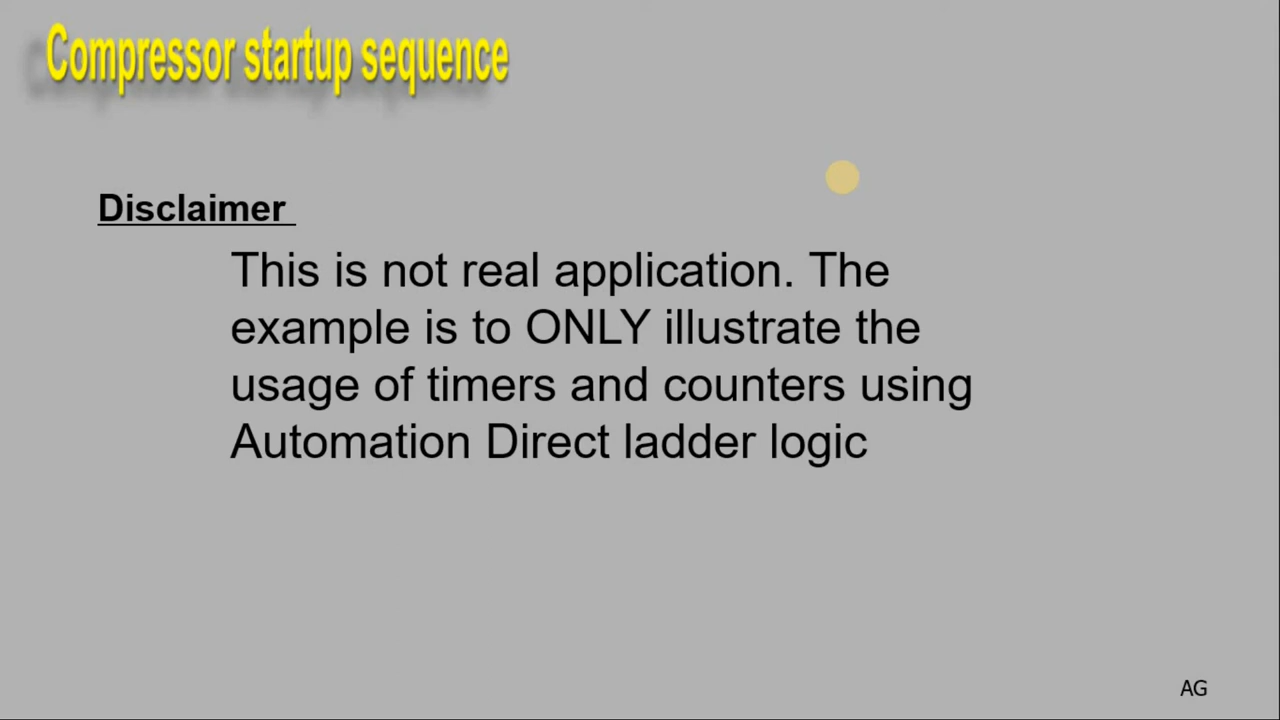 Compressor startup sequence
Disclaimer
This is not real application. The
example is to ONLY illustrate the
usage of timers and counters using
Automation Direct ladder logic
AG